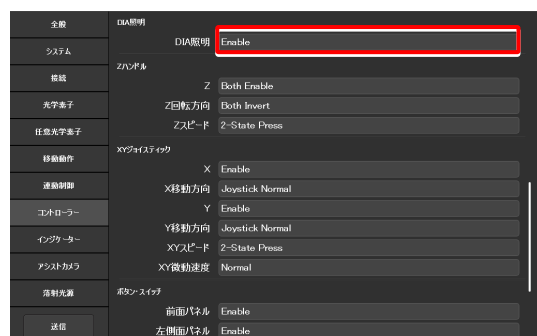 全般
システム
接続
光学素子
任意光学素子
移動動作
連動制御
コントローラー
インジケーター
アシストカメラ
落射光源
送信
DIA照明
DIA照明 Enable
Zハンドル
Z Both Enable
Z回転方向 Both Invert
Zスピード 2-State Press
XYジョイスティック
X Enable
X移動方向 Joystick Normal
Y Enable
Y移動方向 Joystick Normal
XYスピード 2-State Press
XY微動速度 Normal
ボタン・スイッチ
前面パネル Enable
左側面パネル Enable